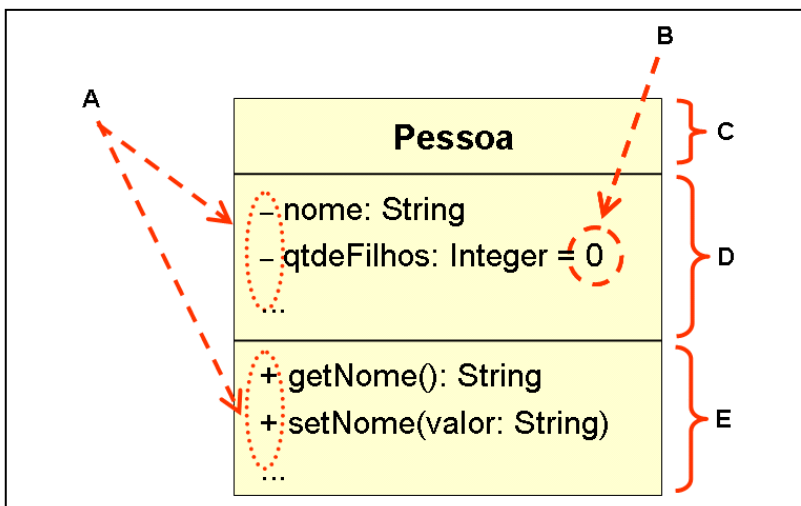 B
A
C
Pessoa
– nome: String
– qtdeFilhos: Integer = 0
D
...
+ getNome(): String
+ setNome(valor: String)
E
...